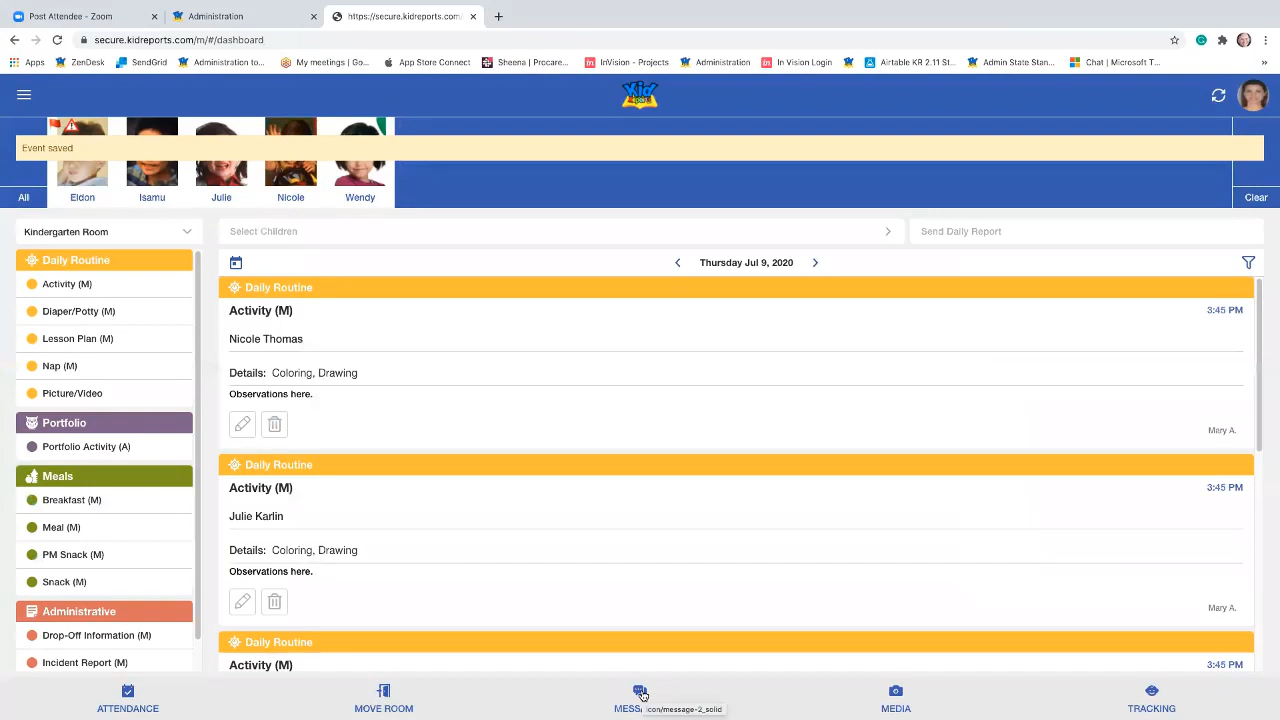 Post Attendee - Zoom
Administration
https://secure.kidreports.com/
secure.kidreports.com/m/#/dashboard
Apps
ZenDesk
SendGrid
Administration to...
My meetings | Go...
App Store Connect
Sheena | Procare...
InVision - Projects
Administration
In Vision Login
Airtable KR 2.11 St...
Admin State Stan...
Chat | Microsoft T...
»
Kid
Event saved
All
Eldon
Isamu
Julie
Nicole
Wendy
Clear
Kindergarten Room
Select Children
Send Daily Report
Daily Routine
Activity (M)
Diaper/Potty (M)
Lesson Plan (M)
Nap (M)
Picture/Video
Portfolio
Portfolio Activity (A)
Meals
Breakfast (M)
Meal (M)
PM Snack (M)
Snack (M)
Administrative
Drop-Off Information (M)
Incident Report (M)
Thursday Jul 9, 2020
Daily Routine
Activity (M)
3:45 PM
Nicole Thomas
Details: Coloring, Drawing
Observations here.
Mary A.
Daily Routine
Activity (M)
3:45 PM
Julie Karlin
Details: Coloring, Drawing
Observations here.
Mary A.
Daily Routine
Activity (M)
3:45 PM
ATTENDANCE
MOVE ROOM
MESSA
icon/message-2_solid
MEDIA
TRACKING